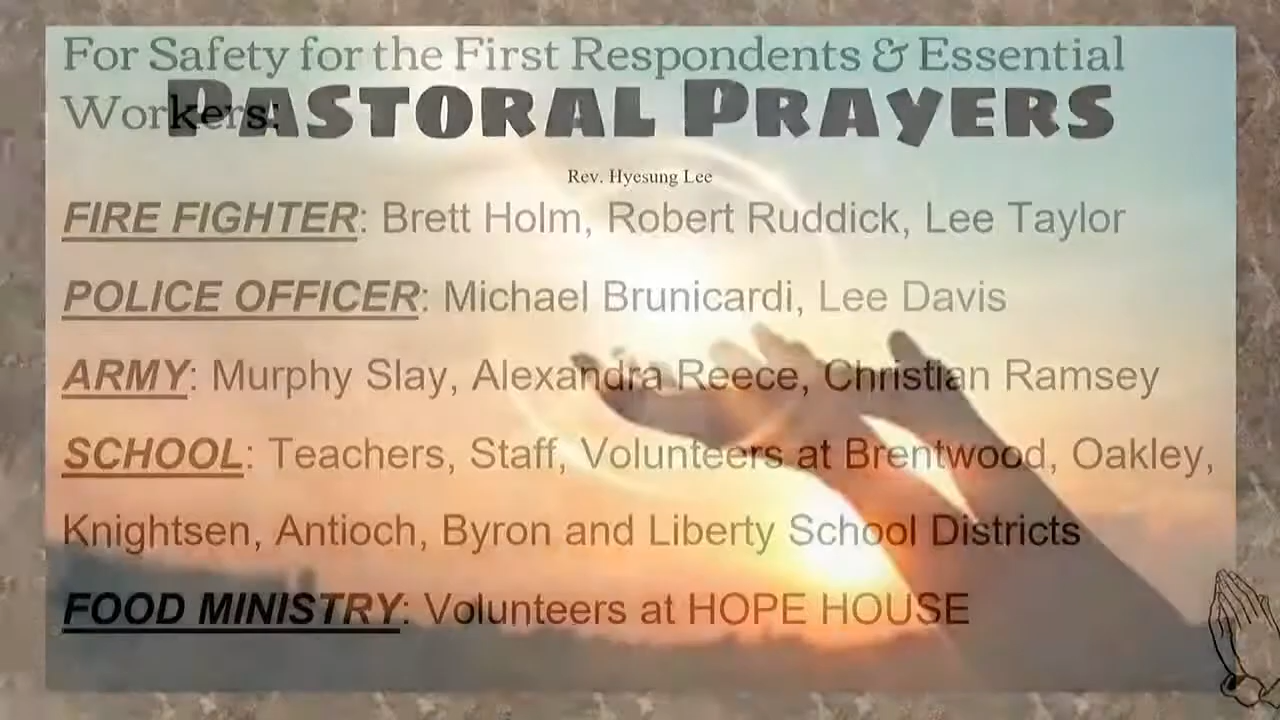 For Safety for the First Respondents & Essential
Workers:
PASTORAL PRAYERS
Rev. Hyesung Lee
FIRE FIGHTER: Brett Holm, Robert Ruddick, Lee Taylor
POLICE OFFICER: Michael Brunicardi, Lee Davis
ARMY: Murphy Slay, Alexandra Reece, Christian Ramsey
SCHOOL: Teachers, Staff, Volunteers at Brentwood, Oakley,
Knightsen, Antioch, Byron and Liberty School Districts
FOOD MINISTRY: Volunteers at HOPE HOUSE